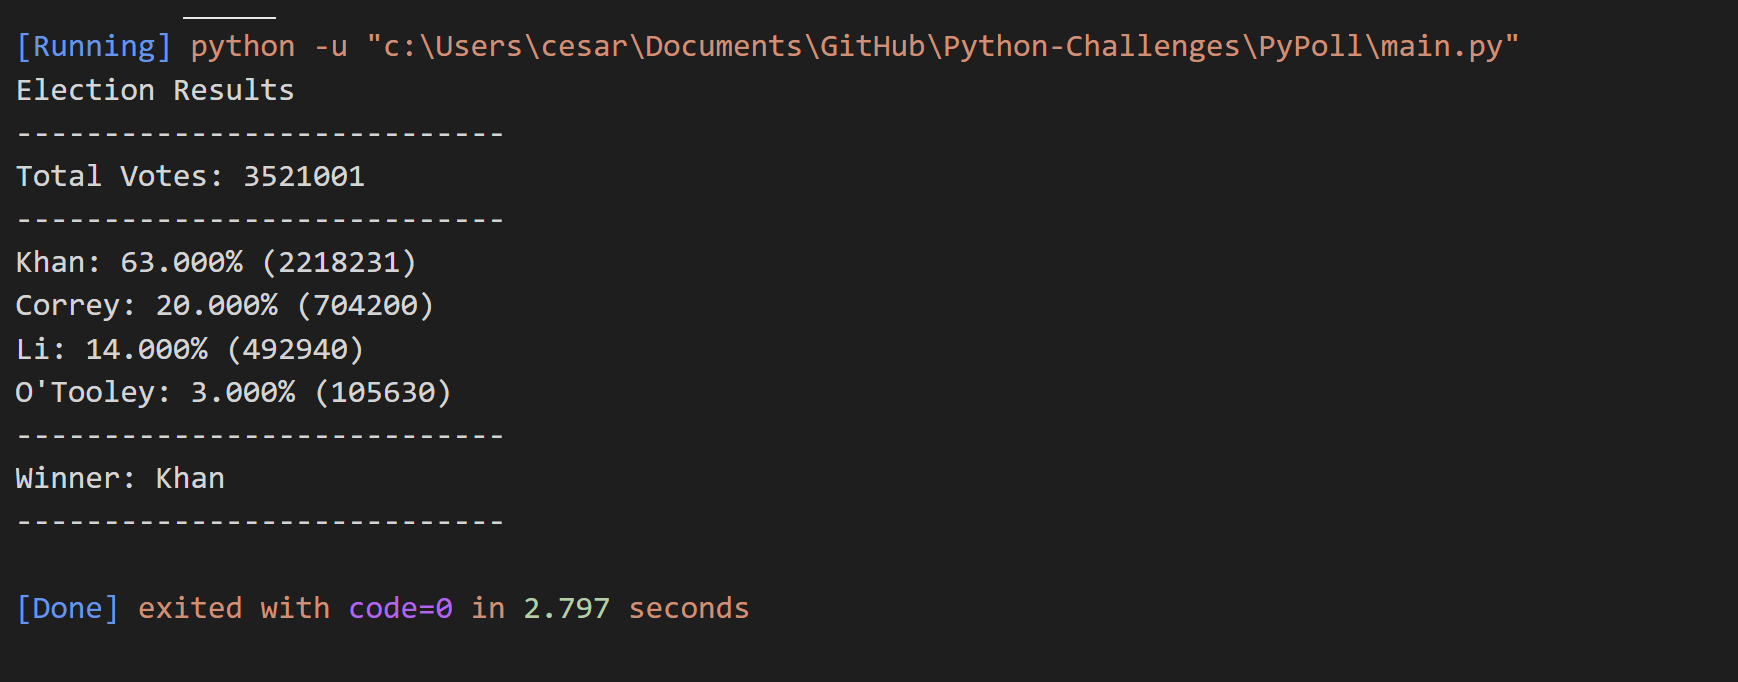 [Running] python -u "c:\Users\cesar\Documents\GitHub\Python-Challenges\PyPoll\main.py"
Election Results
----------------------------
Total Votes: 3521001
----------------------------
Khan: 63.000% (2218231)
Correy: 20.000% (704200)
Li: 14.000% (492940)
O'Tooley: 3.000% (105630)
----------------------------
Winner: Khan
----------------------------
[Done] exited with code=0 in 2.797 seconds